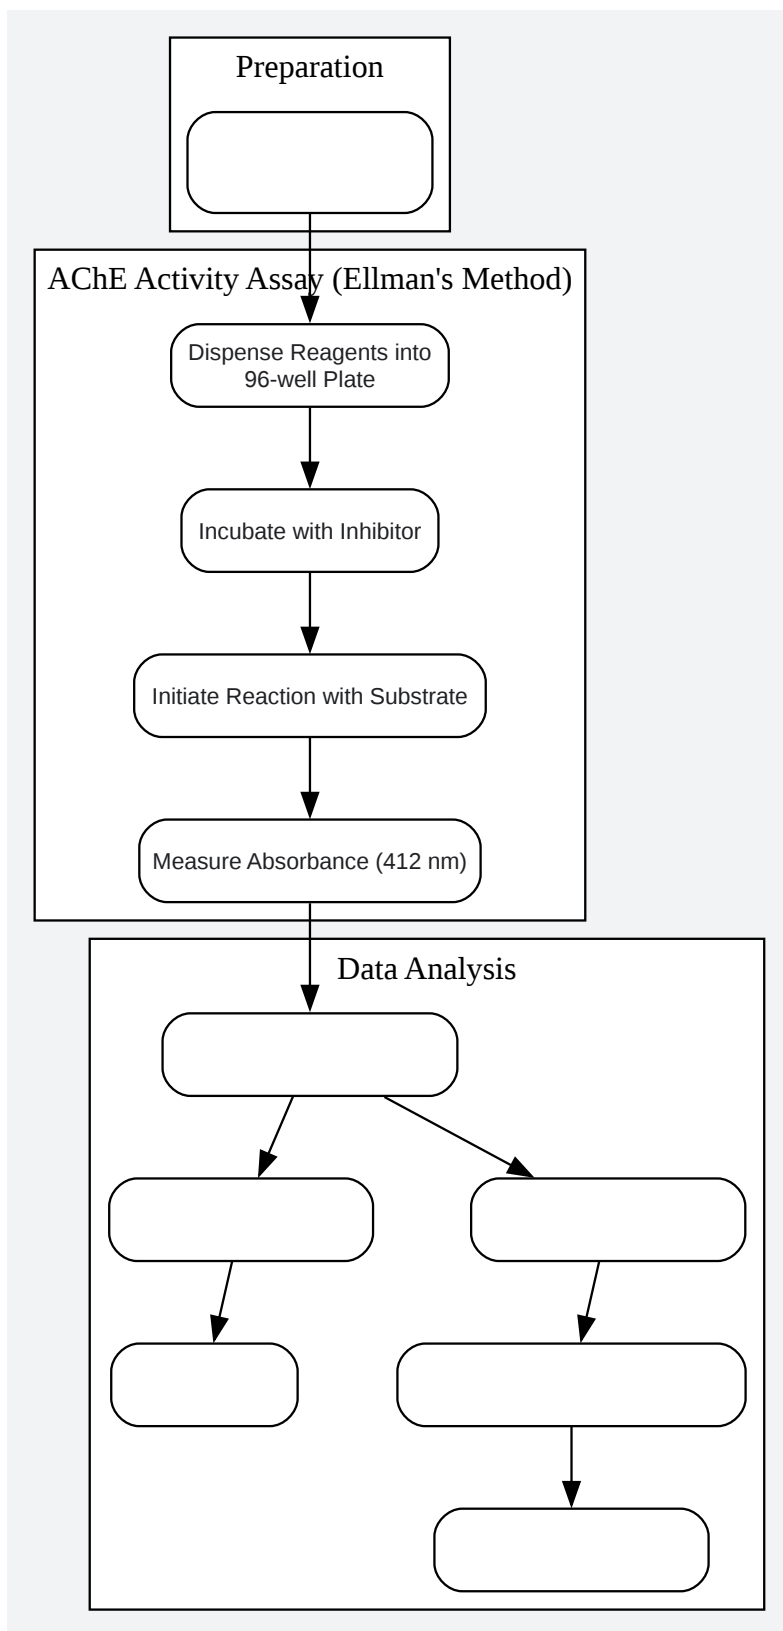 Preparation
AChE Activity Assay (Ellman's Method)
Dispense Reagents into
96-well Plate
Incubate with Inhibitor
Initiate Reaction with Substrate
Measure Absorbance (412 nm)
Data Analysis